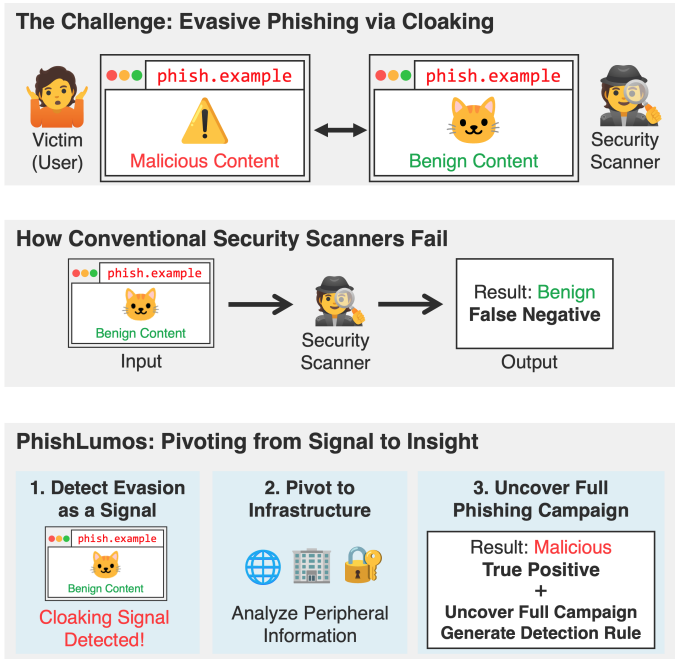 The Challenge: Evasive Phishing via Cloaking
Victim
(User)
phish.example
Malicious Content
phish.example
Benign Content
Security
Scanner
How Conventional Security Scanners Fail
phish.example
Benign Content
Input
Security
Scanner
Result: Benign
False Negative
Output
PhishLumos: Pivoting from Signal to Insight
1. Detect Evasion
as a Signal
phish.example
Benign Content
Cloaking Signal
Detected!
2. Pivot to
Infrastructure
Analyze Peripheral
Information
3. Uncover Full
Phishing Campaign
Result: Malicious
True Positive
+
Uncover Full Campaign
Generate Detection Rule